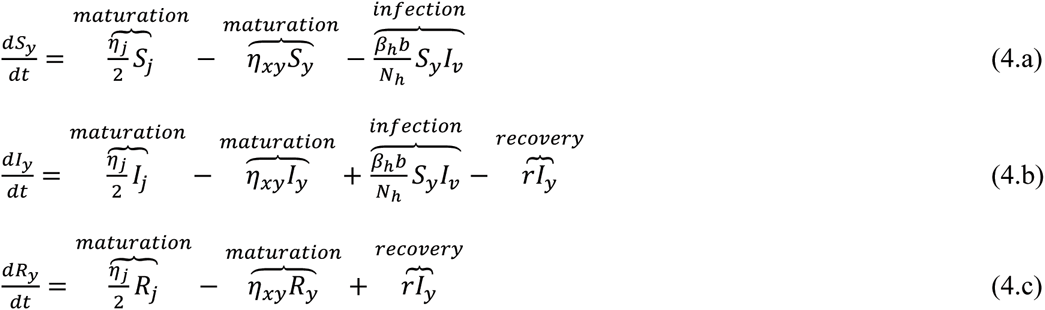 maturation maturation infection
dS_y/dt = η_j/2 S_j − η_xy S_y − β_h b/N_h S_y I_v (4.a)
maturation maturation infection recovery
dI_y/dt = η_j/2 I_j − η_xy I_y + β_h b/N_h S_y I_v − r I_y (4.b)
maturation maturation recovery
dR_y/dt = η_j/2 R_j − η_xy R_y + r I_y (4.c)